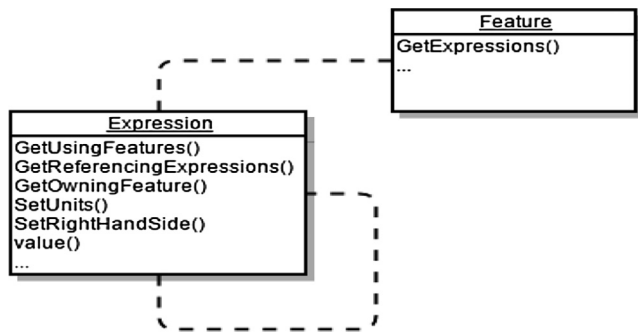 Feature
GetExpressions()
...
Expression
GetUsingFeatures()
GetReferencingExpressions()
GetOwningFeature()
SetUnits()
SetRightHandSide()
value()
...